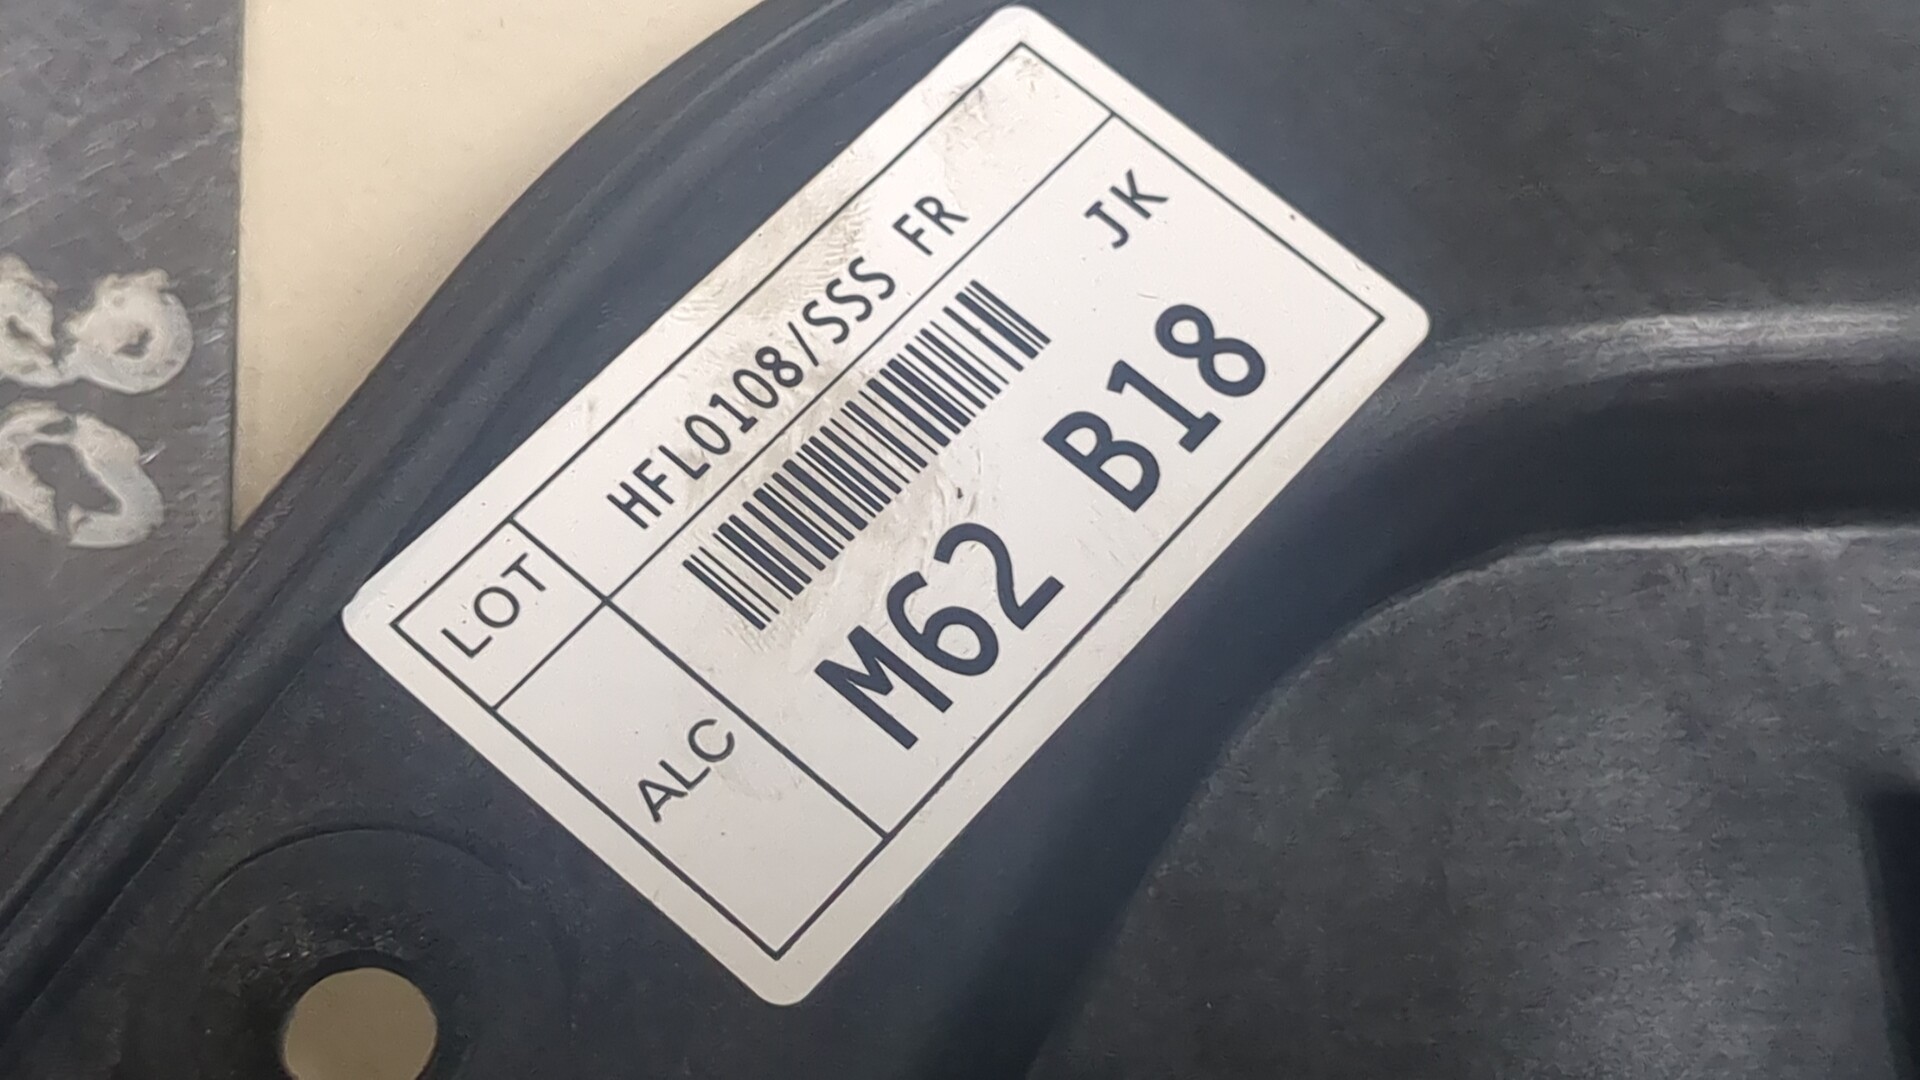 LOT HFL0108/SSS FR
JK
ALC M62 B18